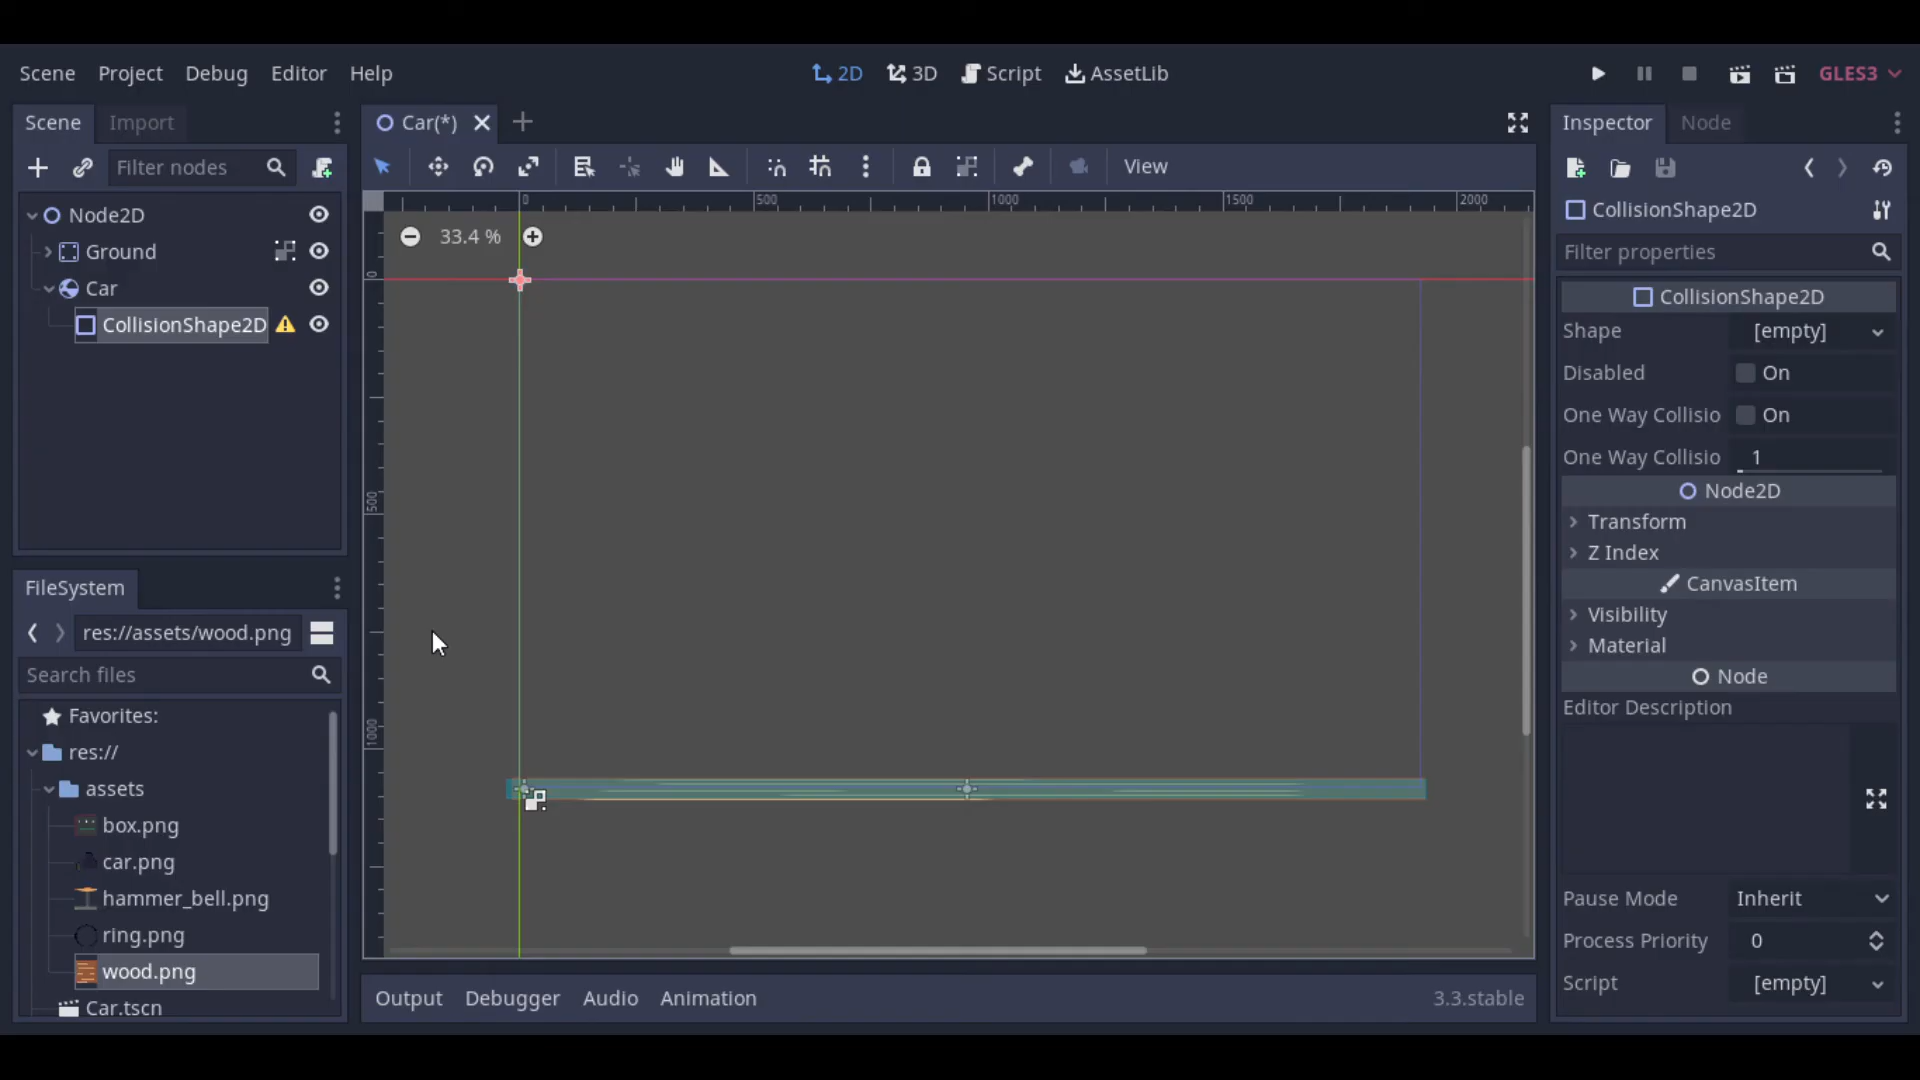 Scene Project Debug Editor Help
2D 3D Script AssetLib
GLES3
Scene Import
Filter nodes
Node2D
Ground
Car
CollisionShape2D
FileSystem
res://assets/wood.png
Search files
Favorites:
res://
assets
box.png
car.png
hammer_bell.png
ring.png
wood.png
Car.tscn
Car(*)
View
0 500 1000 1500 2000
33.4 %
0
500
1000
Output Debugger Audio Animation 3.3.stable
Inspector Node
CollisionShape2D
Filter properties
CollisionShape2D
Shape [empty]
Disabled On
One Way Collisio On
One Way Collisio 1
Node2D
Transform
Z Index
CanvasItem
Visibility
Material
Node
Editor Description
Pause Mode Inherit
Process Priority 0
Script [empty]